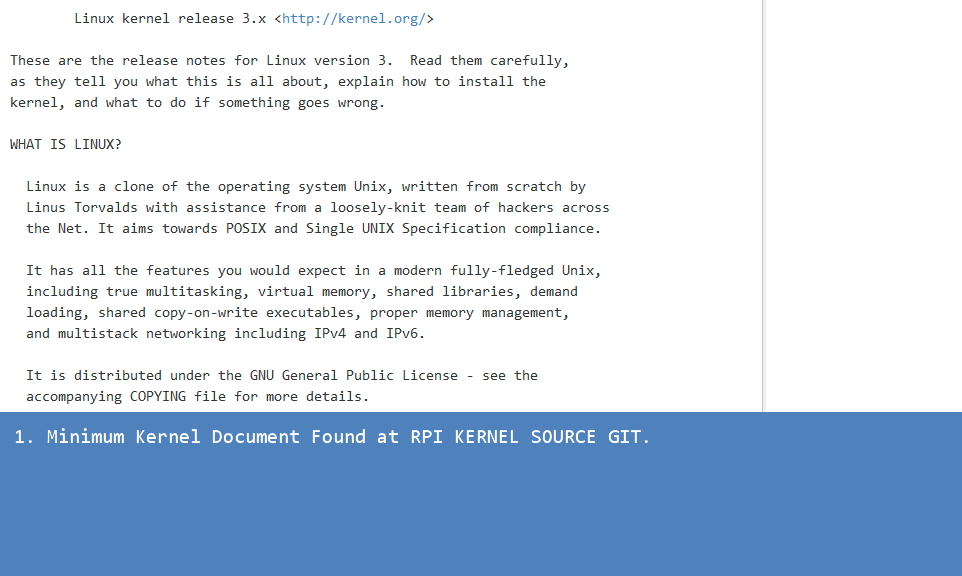 Linux kernel release 3.x <http://kernel.org/>
These are the release notes for Linux version 3.  Read them carefully,
as they tell you what this is all about, explain how to install the
kernel, and what to do if something goes wrong.
WHAT IS LINUX?
Linux is a clone of the operating system Unix, written from scratch by
Linus Torvalds with assistance from a loosely-knit team of hackers across
the Net. It aims towards POSIX and Single UNIX Specification compliance.
It has all the features you would expect in a modern fully-fledged Unix,
including true multitasking, virtual memory, shared libraries, demand
loading, shared copy-on-write executables, proper memory management,
and multistack networking including IPv4 and IPv6.
It is distributed under the GNU General Public License - see the
accompanying COPYING file for more details.
1. Minimum Kernel Document Found at RPI KERNEL SOURCE GIT.